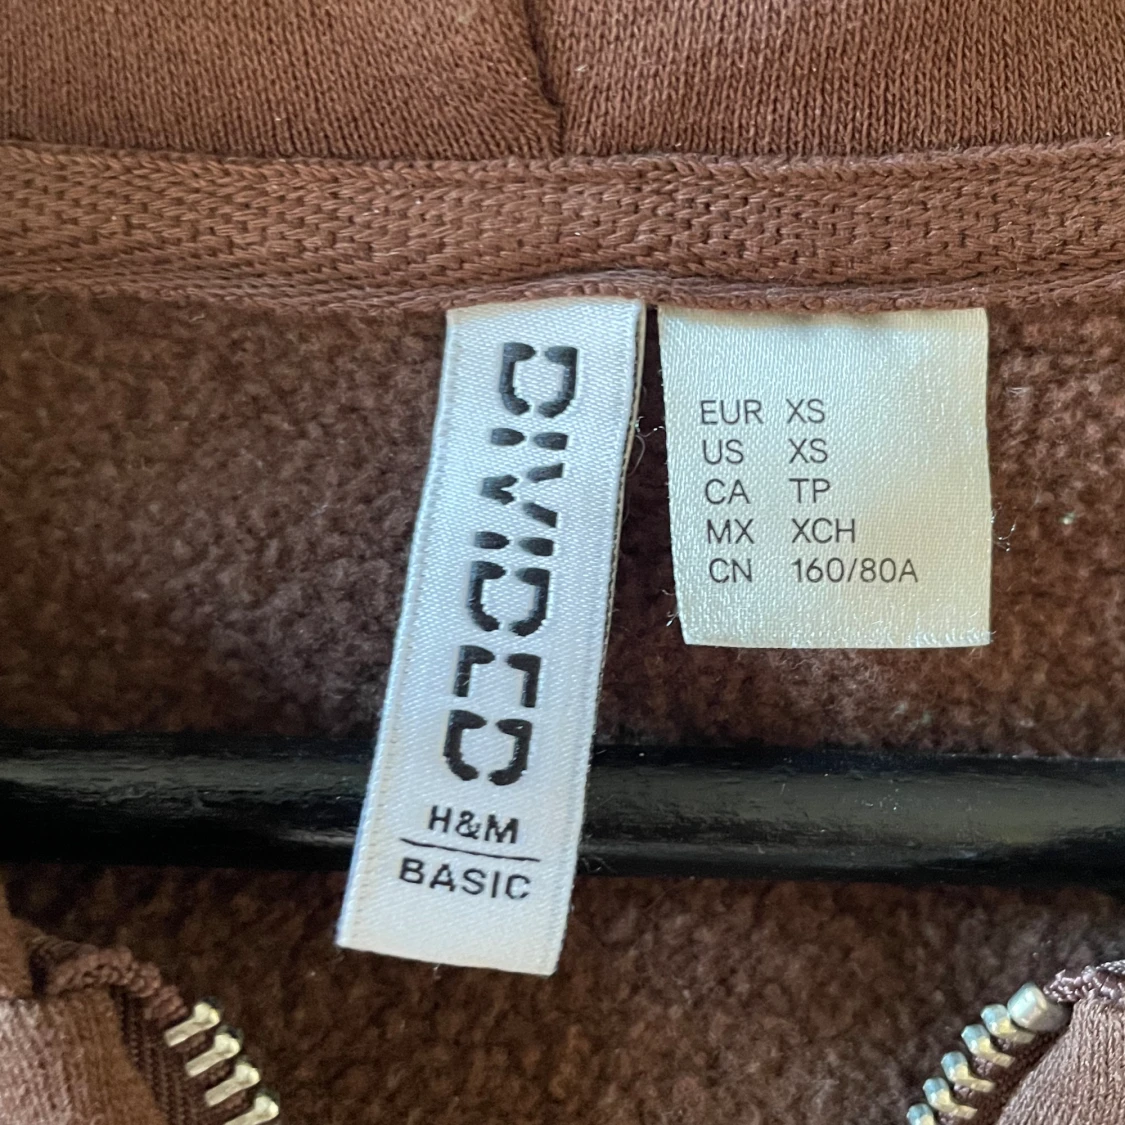 DIVIDED
H&M
BASIC
EUR XS
US XS
CA TP
MX XCH
CN 160/80A